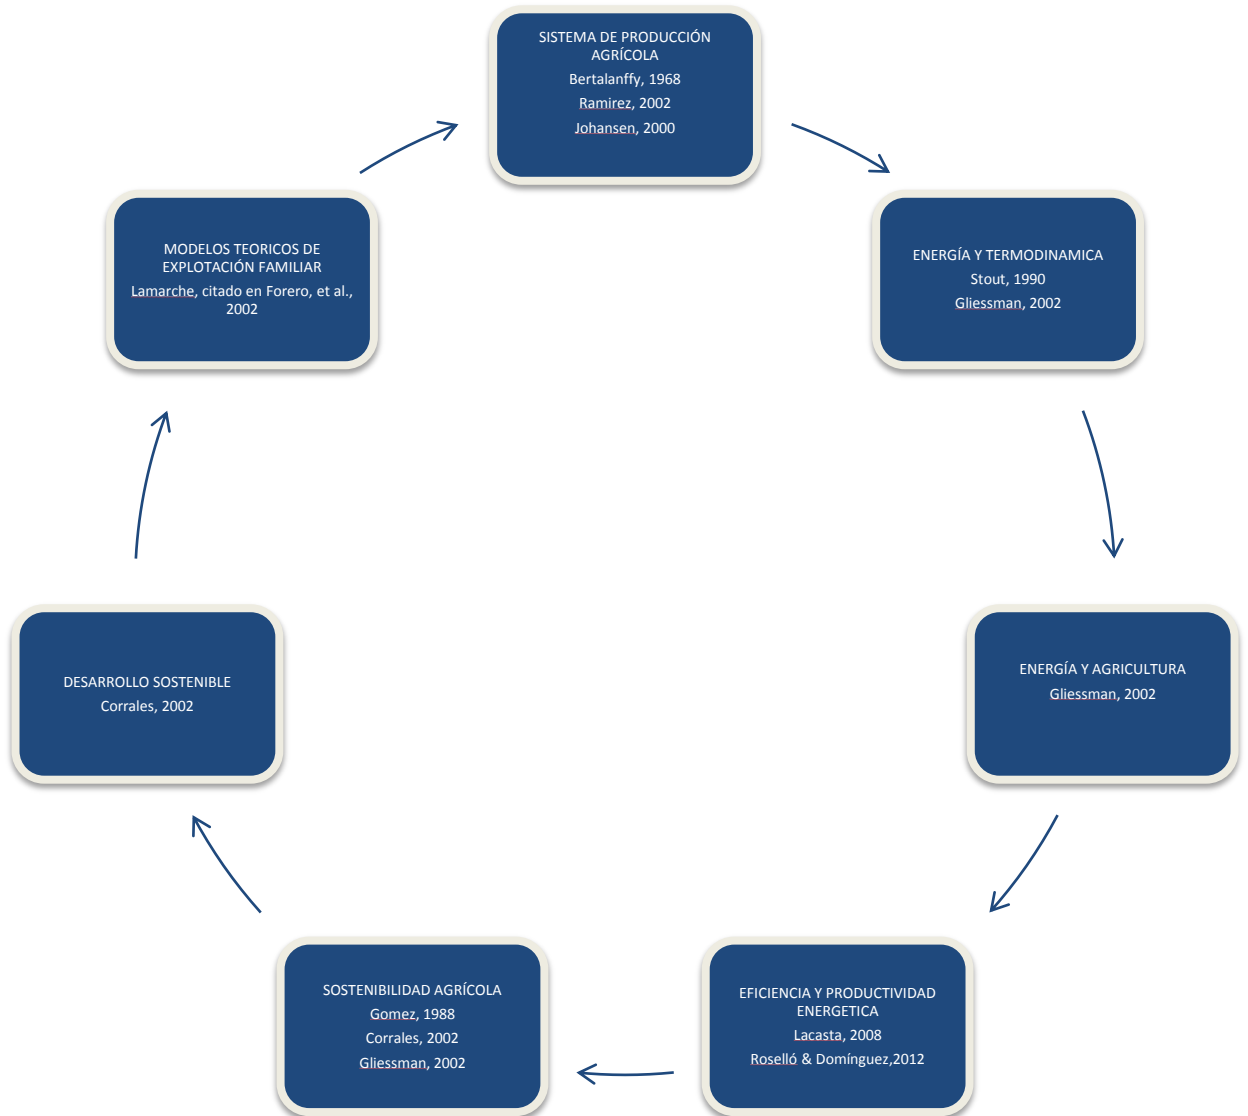 SISTEMA DE PRODUCCIÓN
AGRÍCOLA
Bertalanffy, 1968
Ramirez, 2002
Johansen, 2000
ENERGÍA Y TERMODINAMICA
Stout, 1990
Gliessman, 2002
ENERGÍA Y AGRICULTURA
Gliessman, 2002
EFICIENCIA Y PRODUCTIVIDAD
ENERGETICA
Lacasta, 2008
Roselló & Domínguez,2012
SOSTENIBILIDAD AGRÍCOLA
Gomez, 1988
Corrales, 2002
Gliessman, 2002
DESARROLLO SOSTENIBLE
Corrales, 2002
MODELOS TEORICOS DE
EXPLOTACIÓN FAMILIAR
Lamarche, citado en Forero, et al.,
2002